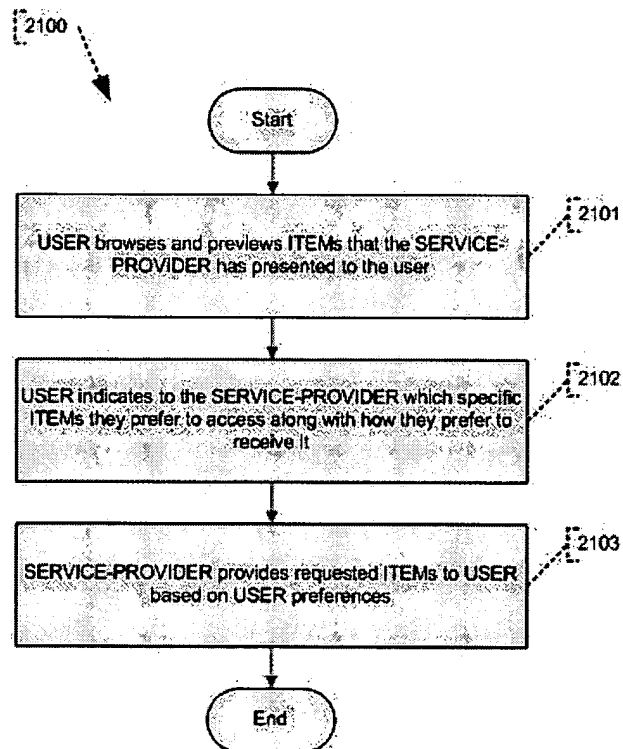 2100
Start
2101
USER browses and previews ITEMs that the SERVICE-
PROVIDER has presented to the user
2102
USER indicates to the SERVICE-PROVIDER which specific
ITEMs they prefer to access along with how they prefer to
receive it
2103
SERVICE-PROVIDER provides requested ITEMs to USER
based on USER preferences
End